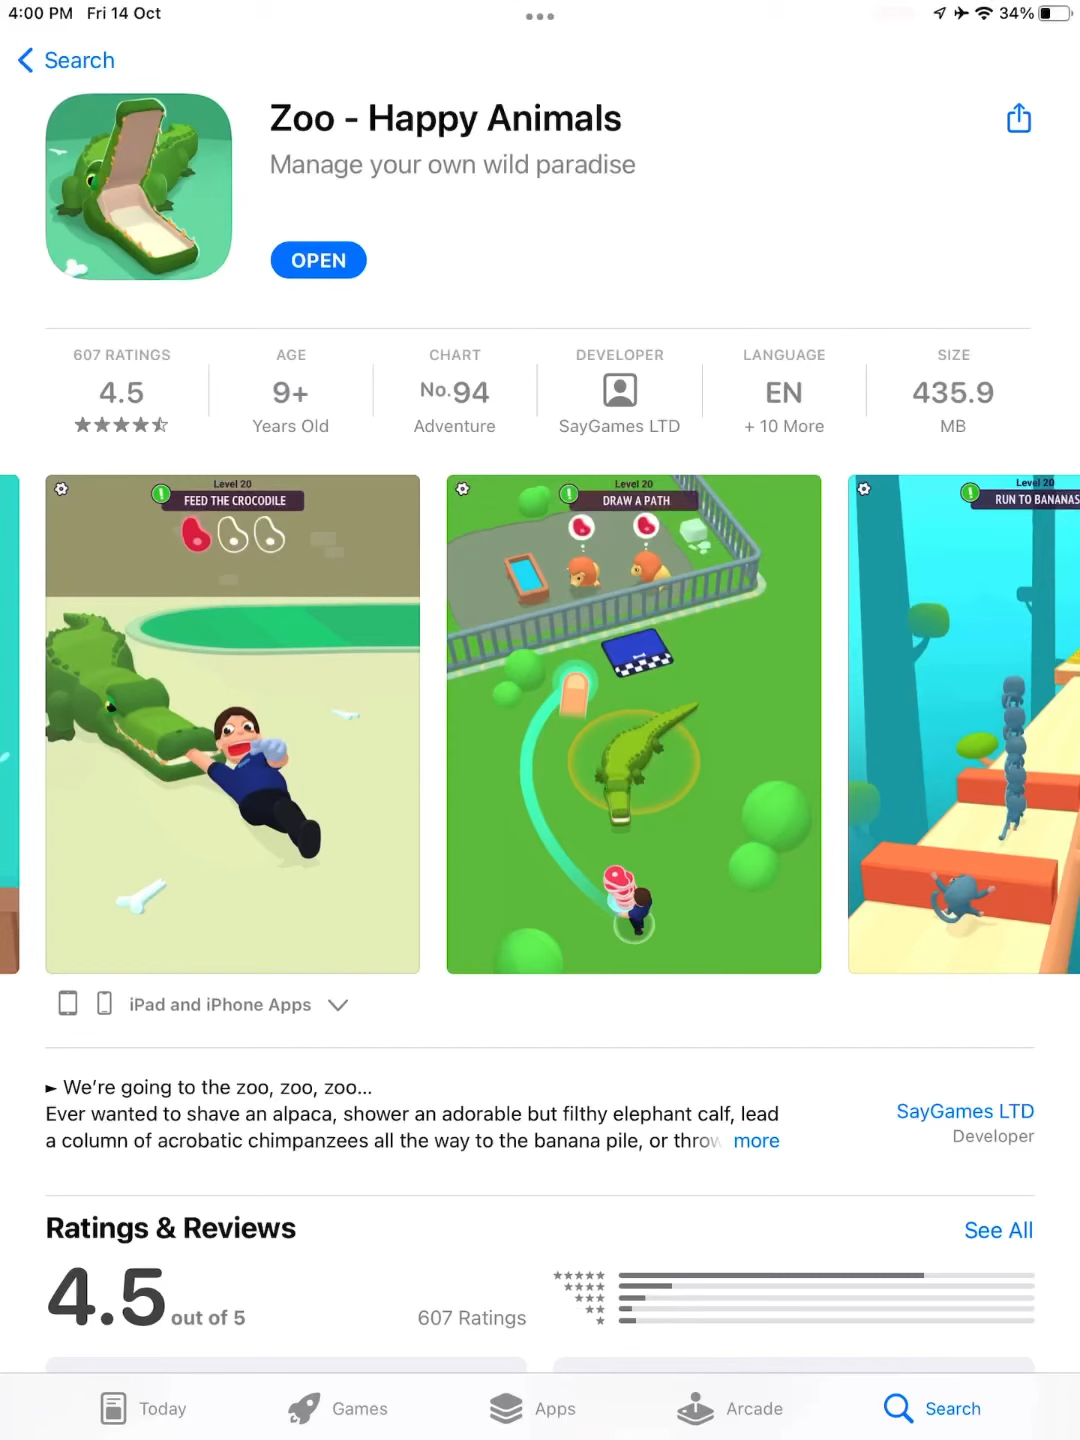 4:00 PM Fri 14 Oct
34%
Search
Zoo - Happy Animals
Manage your own wild paradise
OPEN
607 RATINGS
4.5
AGE
9+
Years Old
CHART
No.94
Adventure
DEVELOPER
SayGames LTD
LANGUAGE
EN
+ 10 More
SIZE
435.9
MB
Level 20
FEED THE CROCODILE
Level 20
DRAW A PATH
Level 20
RUN TO BANANAS
iPad and iPhone Apps
► We’re going to the zoo, zoo, zoo...
Ever wanted to shave an alpaca, shower an adorable but filthy elephant calf, lead
a column of acrobatic chimpanzees all the way to the banana pile, or throw more
SayGames LTD
Developer
Ratings & Reviews
See All
4.5 out of 5
607 Ratings
Today
Games
Apps
Arcade
Search